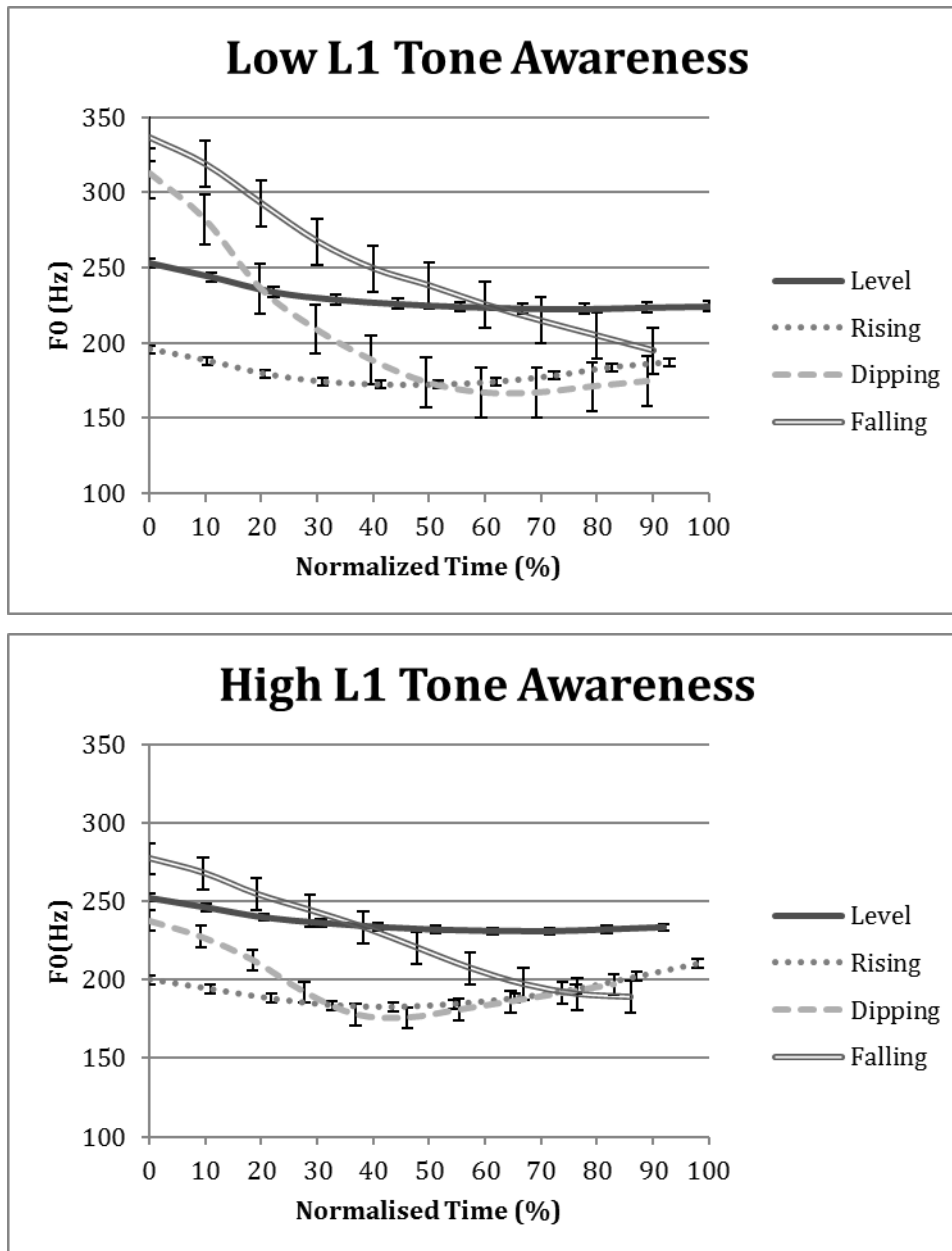 Low L1 Tone Awareness
350
300
250
200
150
100
F0 (Hz)
0 10 20 30 40 50 60 70 80 90 100
Normalized Time (%)
Level
Rising
Dipping
Falling
High L1 Tone Awareness
350
300
250
200
150
100
F0(Hz)
0 10 20 30 40 50 60 70 80 90 100
Normalised Time (%)
Level
Rising
Dipping
Falling